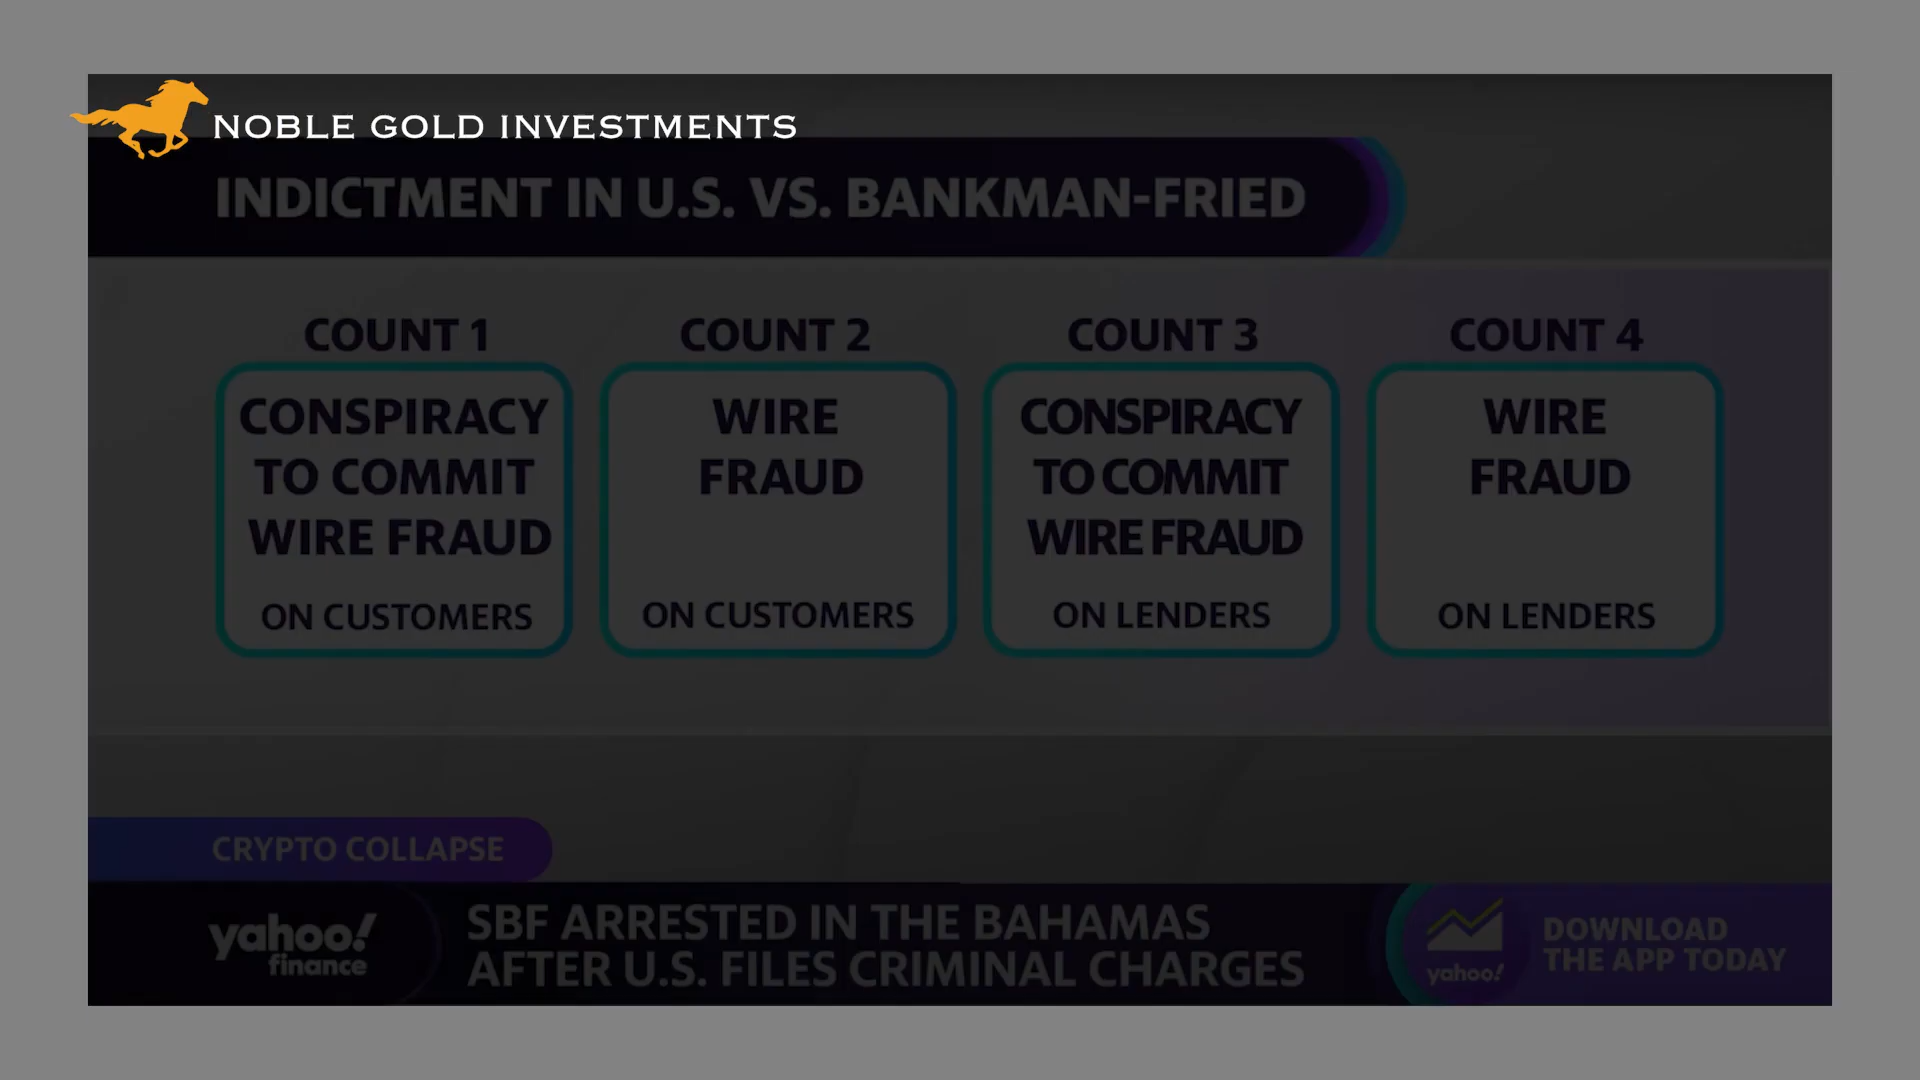 NOBLE GOLD INVESTMENTS
INDICTMENT IN U.S. VS. BANKMAN-FRIED
COUNT 1
CONSPIRACY
TO COMMIT
WIRE FRAUD
ON CUSTOMERS
COUNT 2
WIRE
FRAUD
ON CUSTOMERS
COUNT 3
CONSPIRACY
TO COMMIT
WIRE FRAUD
ON LENDERS
COUNT 4
WIRE
FRAUD
ON LENDERS
CRYPTO COLLAPSE
yahoo!
finance
SBF ARRESTED IN THE BAHAMAS
AFTER U.S. FILES CRIMINAL CHARGES
yahoo!
DOWNLOAD
THE APP TODAY